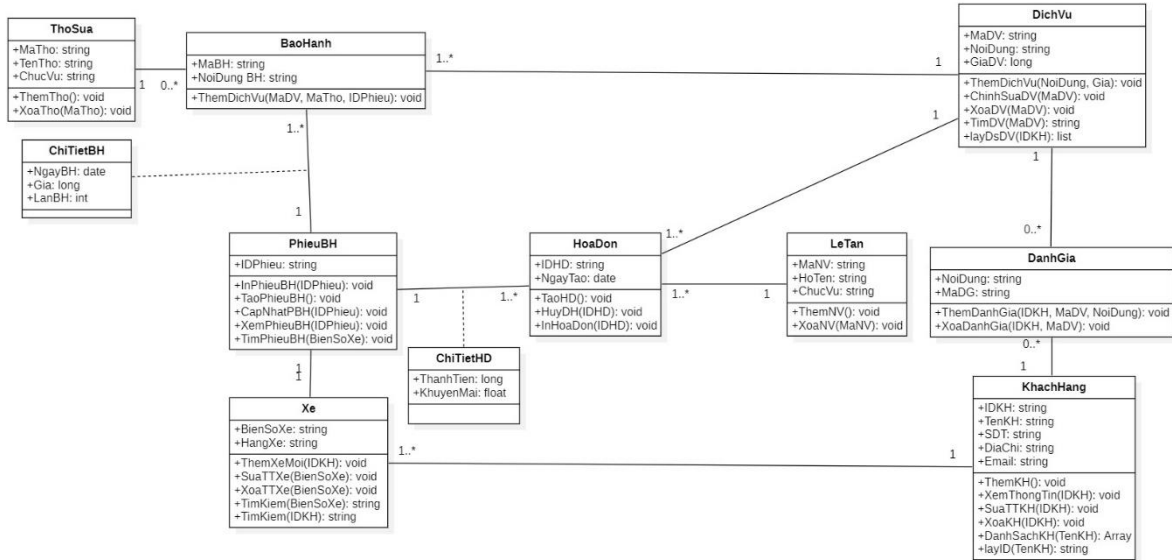 ThoSua
+MaTho: string
+TenTho: string
+ChucVu: string
+ThemTho(): void
+XoaTho(MaTho): void
1
0..*
BaoHanh
+MaBH: string
+NoiDung BH: string
+ThemDichVu(MaDV, MaTho, IDPhieu): void
1..*
1
DichVu
+MaDV: string
+NoiDung: string
+GiaDV: long
+ThemDichVu(NoiDung, Gia): void
+ChinhSuaDV(MaDV): void
+XoaDV(MaDV): void
+TimDV(MaDV): string
+layDsDV(IDKH): list
1..*
1
1
ChiTietBH
+NgayBH: date
+Gia: long
+LanBH: int
1
0..*
PhieuBH
+IDPhieu: string
+InPhieuBH(IDPhieu): void
+TaoPhieuBH(): void
+CapNhatPBH(IDPhieu): void
+XemPhieuBH(IDPhieu): void
+TimPhieuBH(BienSoXe): void
1
1..*
1..*
HoaDon
+IDHD: string
+NgayTao: date
+TaoHD(): void
+HuyDH(IDHD): void
+InHoaDon(IDHD): void
1..*
1
LeTan
+MaNV: string
+HoTen: string
+ChucVu: string
+ThemNV(): void
+XoaNV(MaNV): void
DanhGia
+NoiDung: string
+MaDG: string
+ThemDanhGia(IDKH, MaDV, NoiDung): void
+XoaDanhGia(IDKH, MaDV): void
0..*
1
ChiTietHD
+ThanhTien: long
+KhuyenMai: float
1
1
Xe
+BienSoXe: string
+HangXe: string
+ThemXeMoi(IDKH): void
+SuaTTXe(BienSoXe): void
+XoaTTXe(BienSoXe): void
+TimKiem(BienSoXe): string
+TimKiem(IDKH): string
1..*
1
KhachHang
+IDKH: string
+TenKH: string
+SDT: string
+DiaChi: string
+Email: string
+ThemKH(): void
+XemThongTin(IDKH): void
+SuaTTKH(IDKH): void
+XoaKH(IDKH): void
+DanhSachKH(TenKH): Array
+layID(TenKH): string